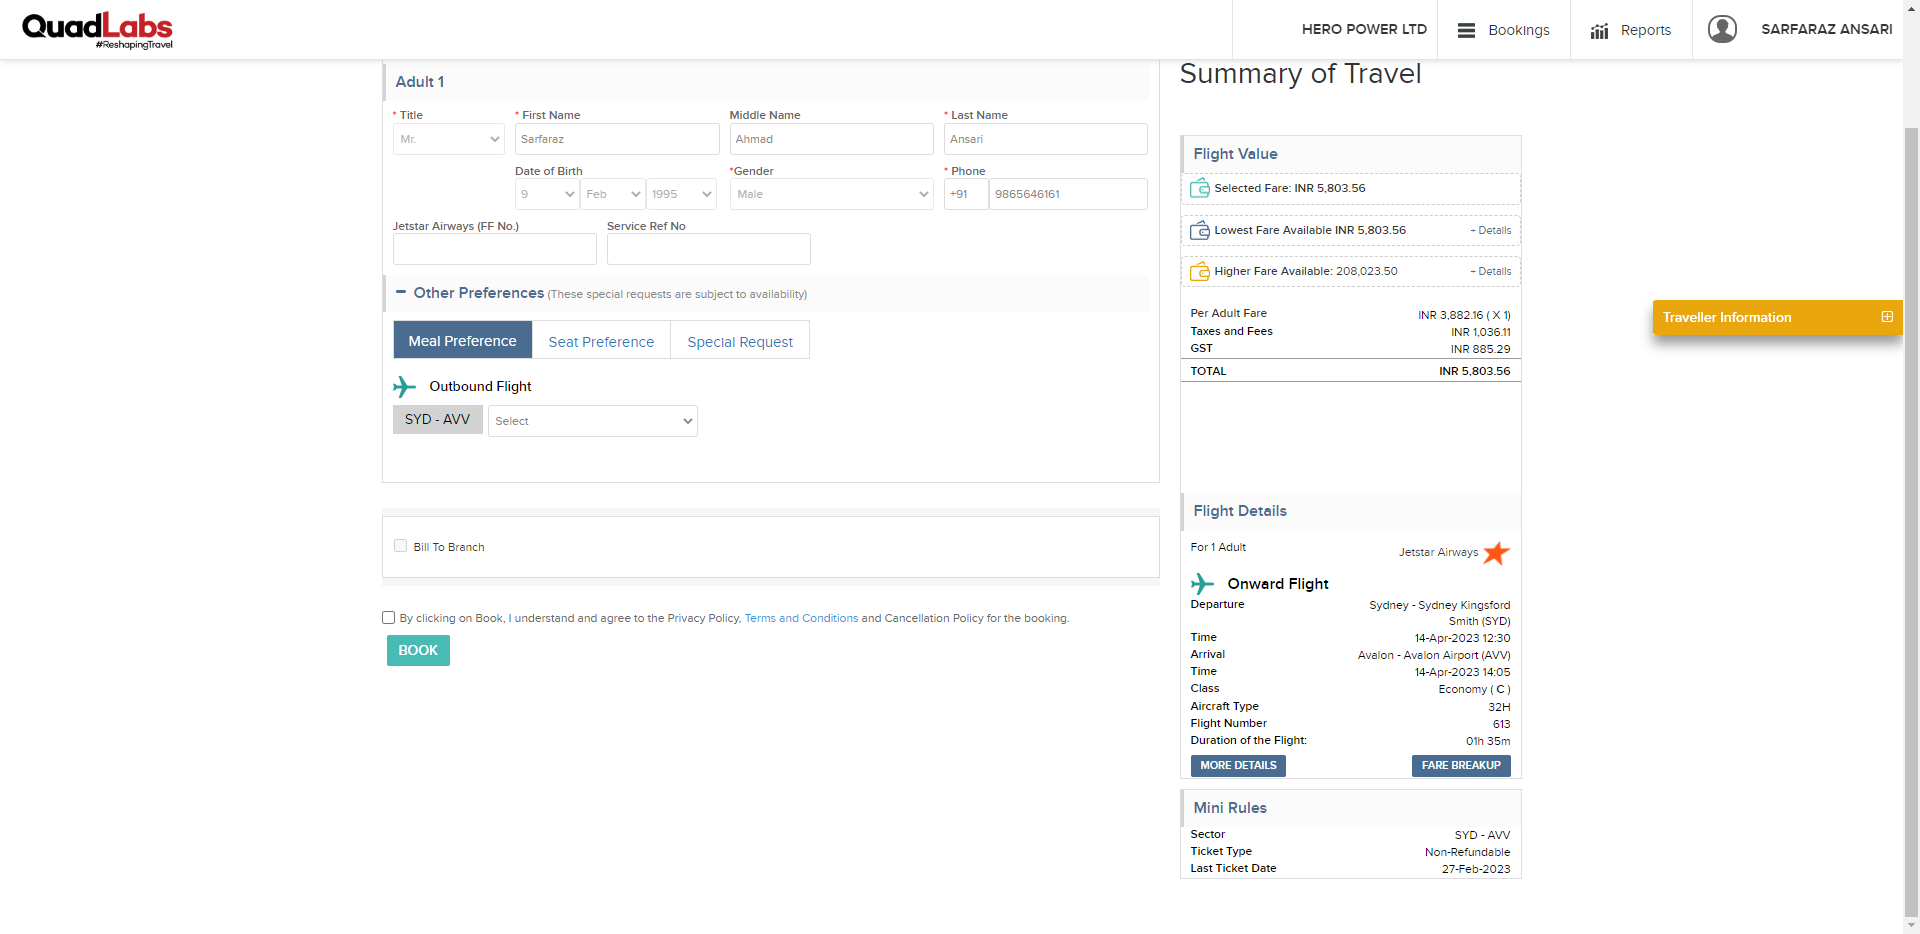 QuadLabs
#ReshapingTravel
HERO POWER LTD
Bookings
Reports
SARFARAZ ANSARI
Adult 1
* Title
* First Name
Middle Name
* Last Name
Mr.
Sarfaraz
Ahmad
Ansari
Date of Birth
*Gender
* Phone
9
Feb
1995
Male
+91
9865646161
Jetstar Airways (FF No.)
Service Ref No
Other Preferences (These special requests are subject to availability)
Meal Preference
Seat Preference
Special Request
Outbound Flight
SYD - AVV
Select
Bill To Branch
By clicking on Book, I understand and agree to the Privacy Policy, Terms and Conditions and Cancellation Policy for the booking.
BOOK
Summary of Travel
Flight Value
Selected Fare: INR 5,803.56
Lowest Fare Available INR 5,803.56 + Details
Higher Fare Available: 208,023.50 + Details
Per Adult Fare INR 3,882.16 ( X 1)
Taxes and Fees INR 1,036.11
GST INR 885.29
TOTAL INR 5,803.56
Flight Details
For 1 Adult Jetstar Airways
Onward Flight
Departure Sydney - Sydney Kingsford
Smith (SYD)
Time 14-Apr-2023 12:30
Arrival Avalon - Avalon Airport (AVV)
Time 14-Apr-2023 14:05
Class Economy ( C )
Aircraft Type 32H
Flight Number 613
Duration of the Flight: 01h 35m
MORE DETAILS
FARE BREAKUP
Mini Rules
Sector SYD - AVV
Ticket Type Non-Refundable
Last Ticket Date 27-Feb-2023
Traveller Information